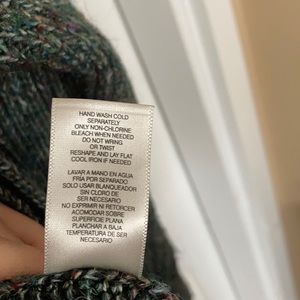 HAND WASH COLD
SEPARATELY
ONLY NON-CHLORINE
BLEACH WHEN NEEDED
DO NOT WRING
OR TWIST
RESHAPE AND LAY FLAT
COOL IRON IF NEEDED
LAVAR A MANO EN AGUA
FRÍA POR SEPARADO
SOLO USAR BLANQUEADOR
SIN CLORO DE
SER NECESARIO
NO EXPRIMIR NI RETORCER
ACOMODAR SOBRE
SUPERFICIE PLANA
PLANCHAR A BAJA
TEMPERATURA DE SER
NECESARIO